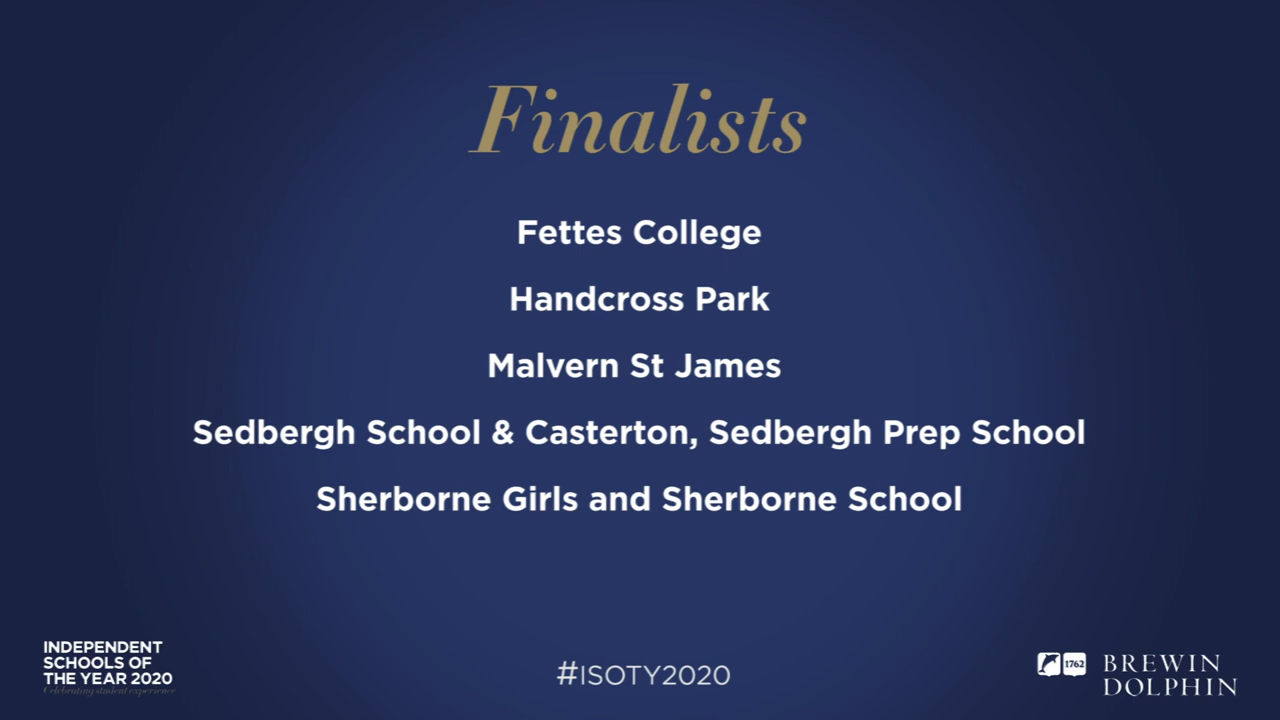 Finalists
Fettes College
Handcross Park
Malvern St James
Sedbergh School & Casterton, Sedbergh Prep School
Sherborne Girls and Sherborne School
INDEPENDENT
SCHOOLS OF
THE YEAR 2020
Celebrating student experience
#ISOTY2020
1762
BREWIN
DOLPHIN